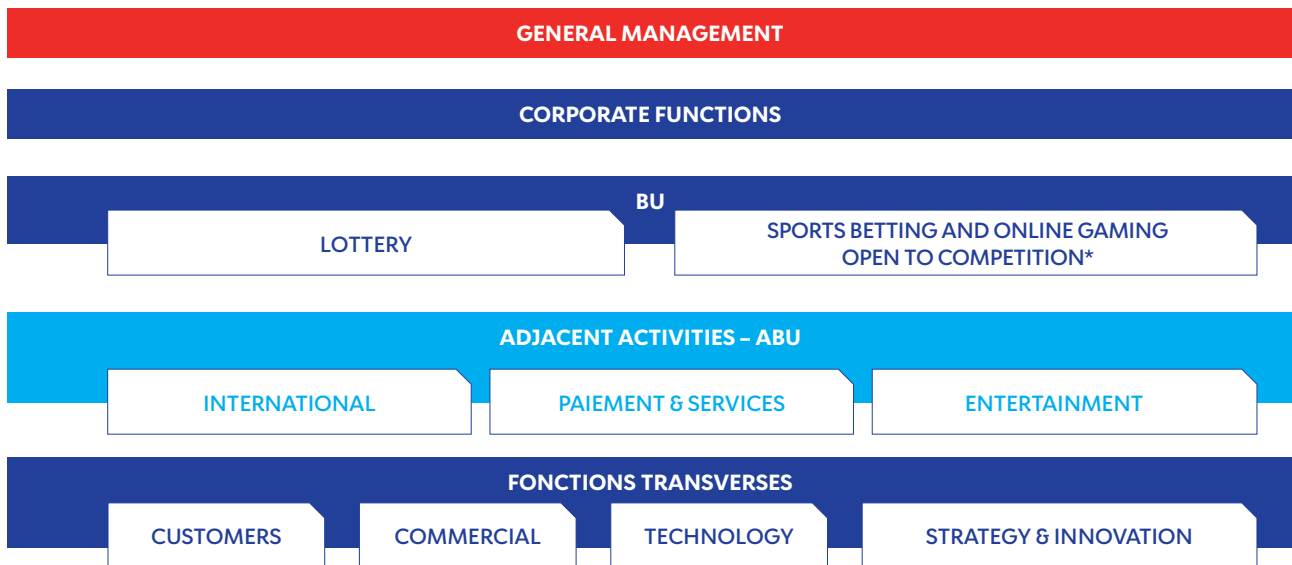 GENERAL MANAGEMENT
CORPORATE FUNCTIONS
BU
LOTTERY
SPORTS BETTING AND ONLINE GAMING
OPEN TO COMPETITION*
ADJACENT ACTIVITIES – ABU
INTERNATIONAL
PAIEMENT & SERVICES
ENTERTAINMENT
FONCTIONS TRANSVERSES
CUSTOMERS
COMMERCIAL
TECHNOLOGY
STRATEGY & INNOVATION